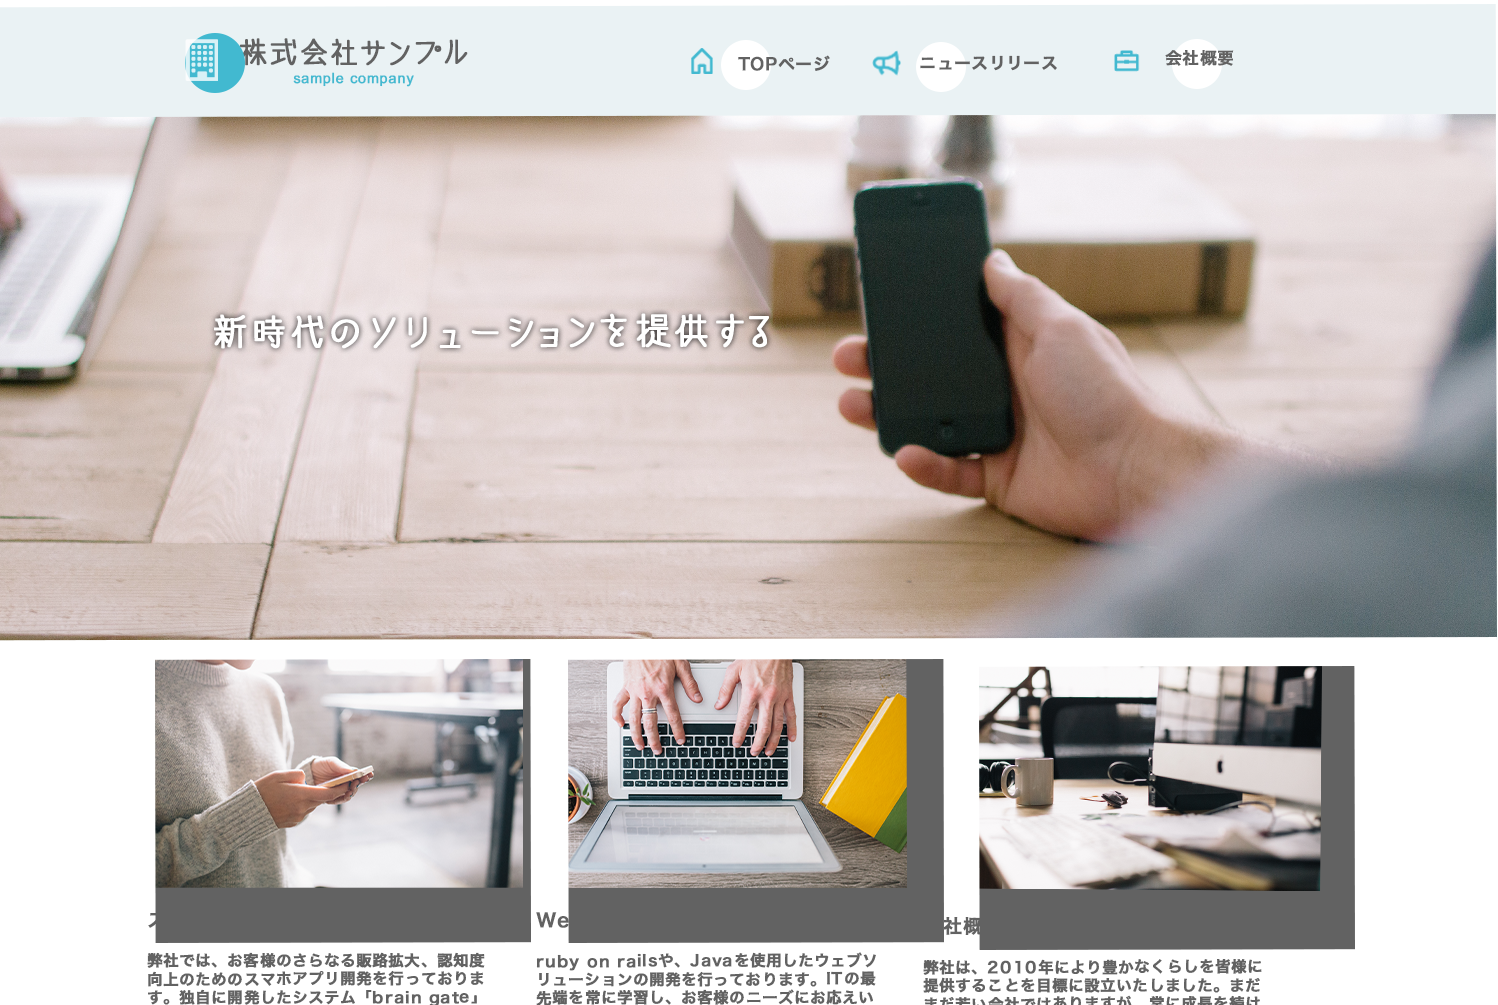 株式会社サンプル
sample company
TOPページ
ニュースリリース
会社概要
新時代のソリューションを提供する
We
社概
弊社では、お客様のさらなる販路拡大、認知度
向上のためのスマホアプリ開発を行っておりま
す。独自に開発したシステム「brain gate」
ruby on railsや、Javaを使用したウェブソ
リューションの開発を行っております。ITの最
先端を常に学習し、お客様のニーズにお応えい
弊社は、2010年により豊かなくらしを皆様に
提供することを目標に設立いたしました。まだ
まだ若い会社ではありますが、常に成長を続け